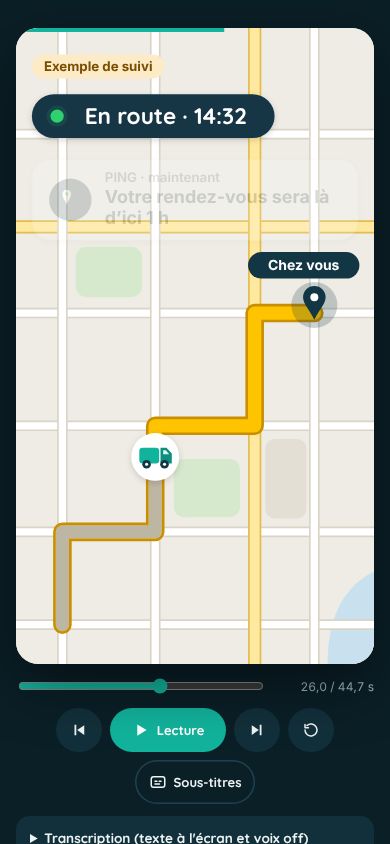 Exemple de suivi
En route · 14:32
PING · maintenant
Votre rendez-vous sera là
d’ici 1 h
Chez vous
26,0 / 44,7 s
Lecture
Sous-titres
Transcription (texte à l’écran et voix off)